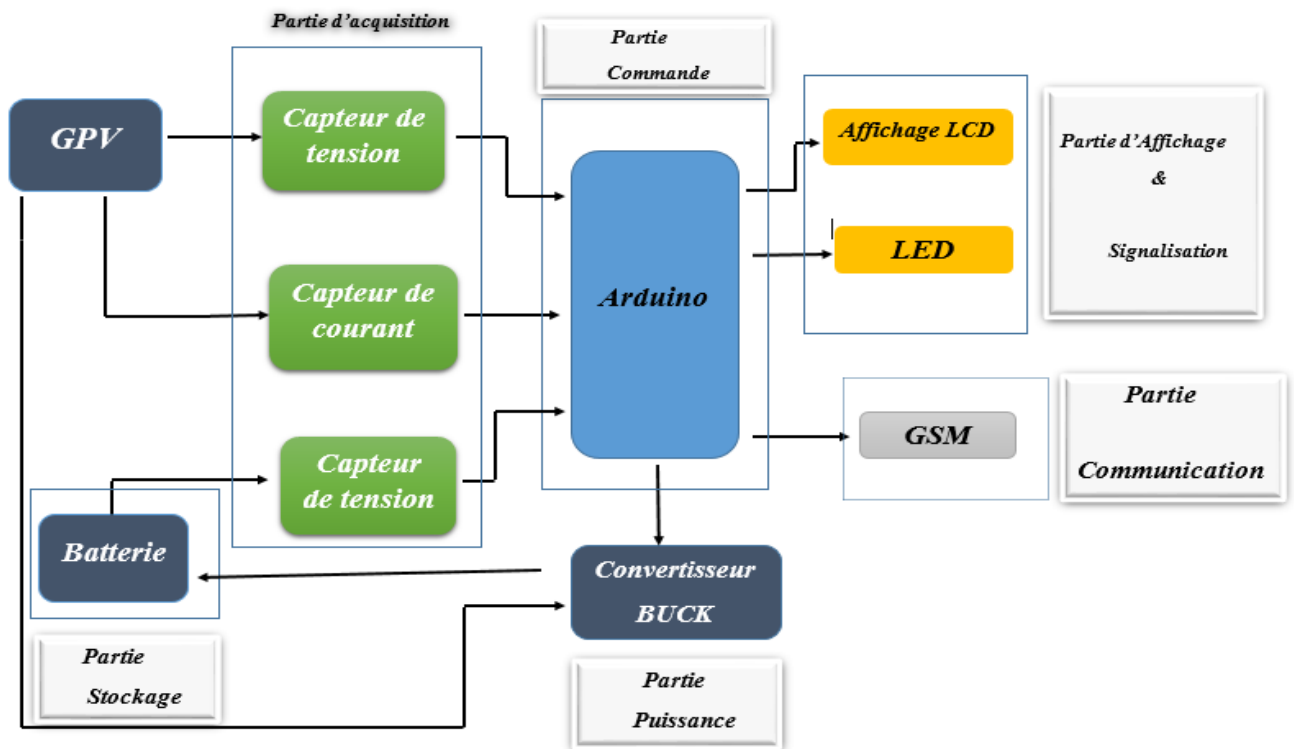 Partie d'acquisition
Partie
Commande
GPV
Capteur de
tension
Affichage LCD
Partie d'Affichage
&
Signalisation
LED
Capteur de
courant
Arduino
Capteur
de tension
GSM
Partie
Communication
Batterie
Convertisseur
BUCK
Partie
Stockage
Partie
Puissance